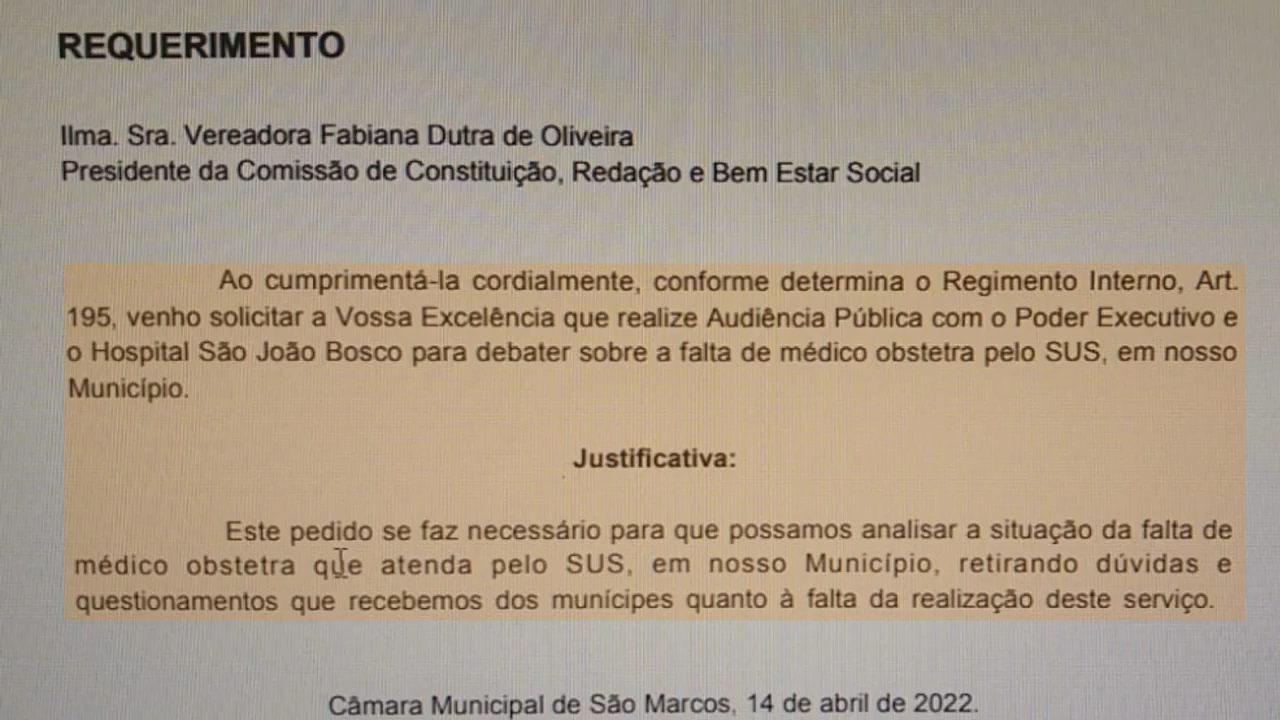 REQUERIMENTO
Ilma. Sra. Vereadora Fabiana Dutra de Oliveira
Presidente da Comissão de Constituição, Redação e Bem Estar Social
Ao cumprimentá-la cordialmente, conforme determina o Regimento Interno, Art.
195, venho solicitar a Vossa Excelência que realize Audiência Pública com o Poder Executivo e
o Hospital São João Bosco para debater sobre a falta de médico obstetra pelo SUS, em nosso
Município.
Justificativa:
Este pedido se faz necessário para que possamos analisar a situação da falta de
médico obstetra que atenda pelo SUS, em nosso Município, retirando dúvidas e
questionamentos que recebemos dos munícipes quanto à falta da realização deste serviço.
Câmara Municipal de São Marcos, 14 de abril de 2022.